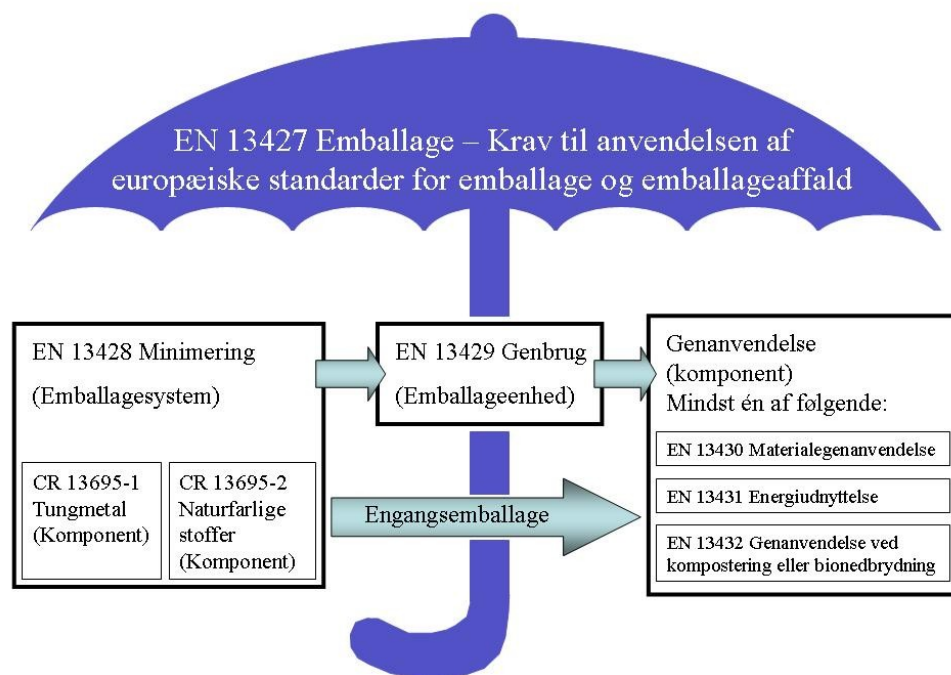 EN 13427 Emballage – Krav til anvendelsen af
europæiske standarder for emballage og emballageaffald
EN 13428 Minimering
(Emballagesystem)
CR 13695-1
Tungmetal
(Komponent)
CR 13695-2
Naturfarlige
stoffer
(Komponent)
EN 13429 Genbrug
(Emballageenhed)
Engangsemballage
Genanvendelse
(komponent)
Mindst én af følgende:
EN 13430 Materialegenanvendelse
EN 13431 Energiudnyttelse
EN 13432 Genanvendelse ved
kompostering eller bionedbrydning